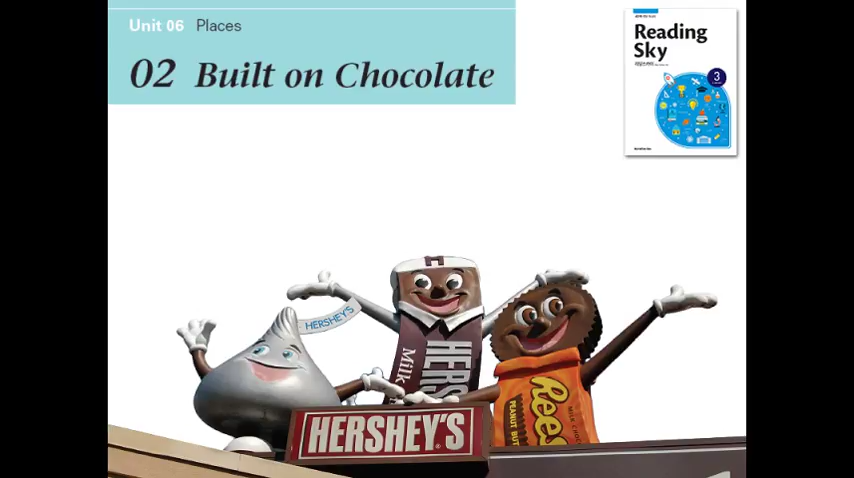 Unit 06 Places
02 Built on Chocolate
Reading
Sky
3
HERSHEY'S
Milk
HERS
HERSHEY'S
Reese
PEANUT BUT
MILK CHOC